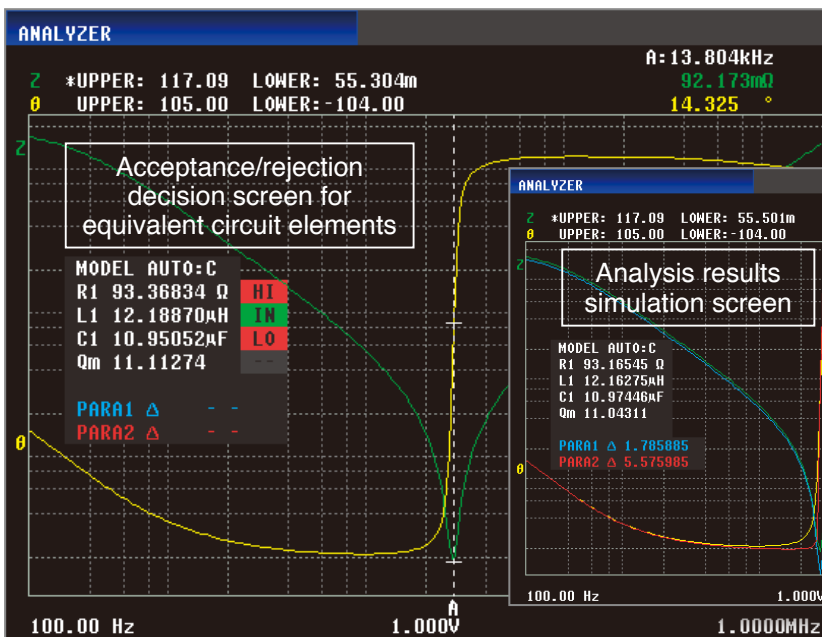 ANALYZER
A:13.804kHz
Z *UPPER: 117.09 LOWER: 55.304m 92.173mΩ
θ UPPER: 105.00 LOWER:-104.00 14.325 °
Z
Acceptance/rejection
decision screen for
equivalent circuit elements
MODEL AUTO:C
R1 93.36834 Ω HI
L1 12.18870μH IN
C1 10.95052μF LO
Qm 11.11274 --
PARA1 Δ - -
PARA2 Δ - -
θ
A
100.00 Hz 1.000V 1.0000MHz
ANALYZER
Z *UPPER: 117.09 LOWER: 55.501m
θ UPPER: 105.00 LOWER:-104.00
Z
Analysis results
simulation screen
MODEL AUTO:C
R1 93.16545 Ω
L1 12.16275μH
C1 10.97446μF
Qm 11.04311
PARA1 Δ 1.785885
PARA2 Δ 5.575985
θ
100.00 Hz 1.000V